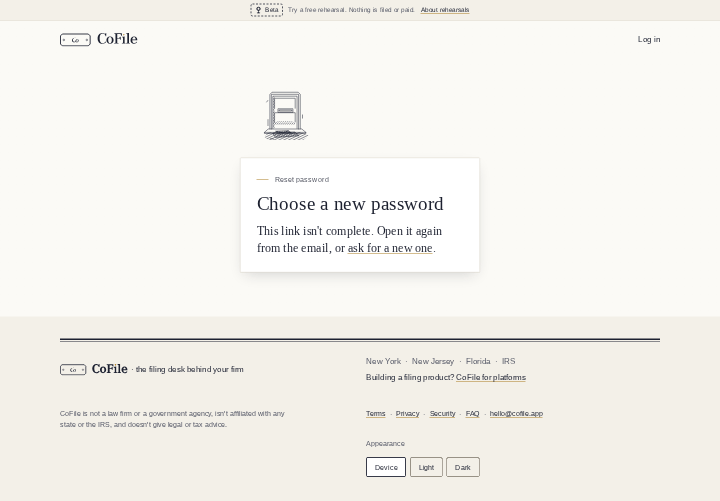 Beta Try a free rehearsal. Nothing is filed or paid. About rehearsals
Co CoFile
Log in
Reset password
Choose a new password
This link isn't complete. Open it again
from the email, or ask for a new one.
Co CoFile · the filing desk behind your firm
New York · New Jersey · Florida · IRS
Building a filing product? CoFile for platforms
CoFile is not a law firm or a government agency, isn't affiliated with any
state or the IRS, and doesn't give legal or tax advice.
Terms · Privacy · Security · FAQ · hello@cofile.app
Appearance
Device Light Dark